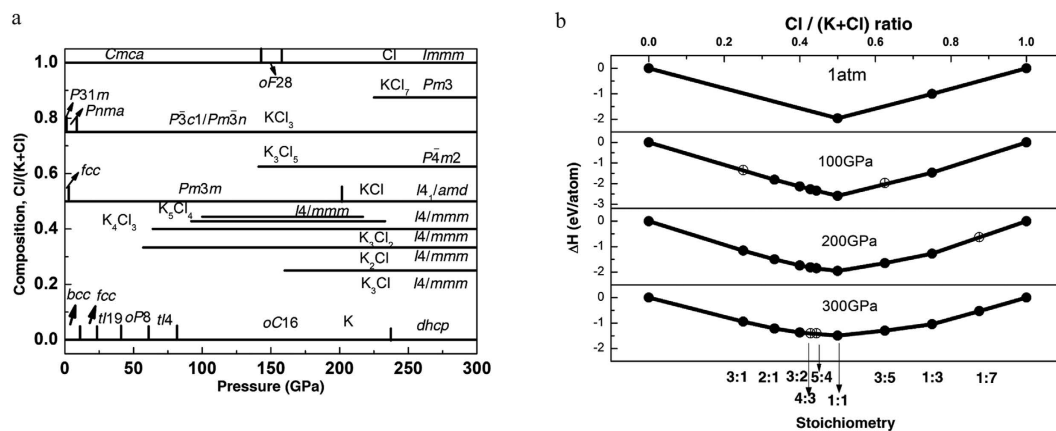 a
Composition, Cl/(K+Cl)
1.0
0.8
0.6
0.4
0.2
0.0
Cmca
Cl
Immm
oF28
KCl7 Pm3
P31m
Pnma
P3̄c1/Pm3̄n KCl3
K3Cl5
P4̄m2
fcc
Pm3m
KCl
I41/amd
K5Cl4
I4/mmm
K4Cl3
I4/mmm
K3Cl2
I4/mmm
K2Cl
I4/mmm
K3Cl
I4/mmm
bcc
fcc
tI19
oP8
tI4
oC16
K
dhcp
0 50 100 150 200 250 300
Pressure (GPa)
b
Cl / (K+Cl) ratio
0.0 0.2 0.4 0.6 0.8 1.0
ΔH (eV/atom)
0
-1
-2
1atm
0
-1
-2
-3
100GPa
0
-1
-2
200GPa
0
-1
-2
300GPa
3:1 2:1 3:2 5:4 3:5 1:3 1:7
4:3 1:1
Stoichiometry